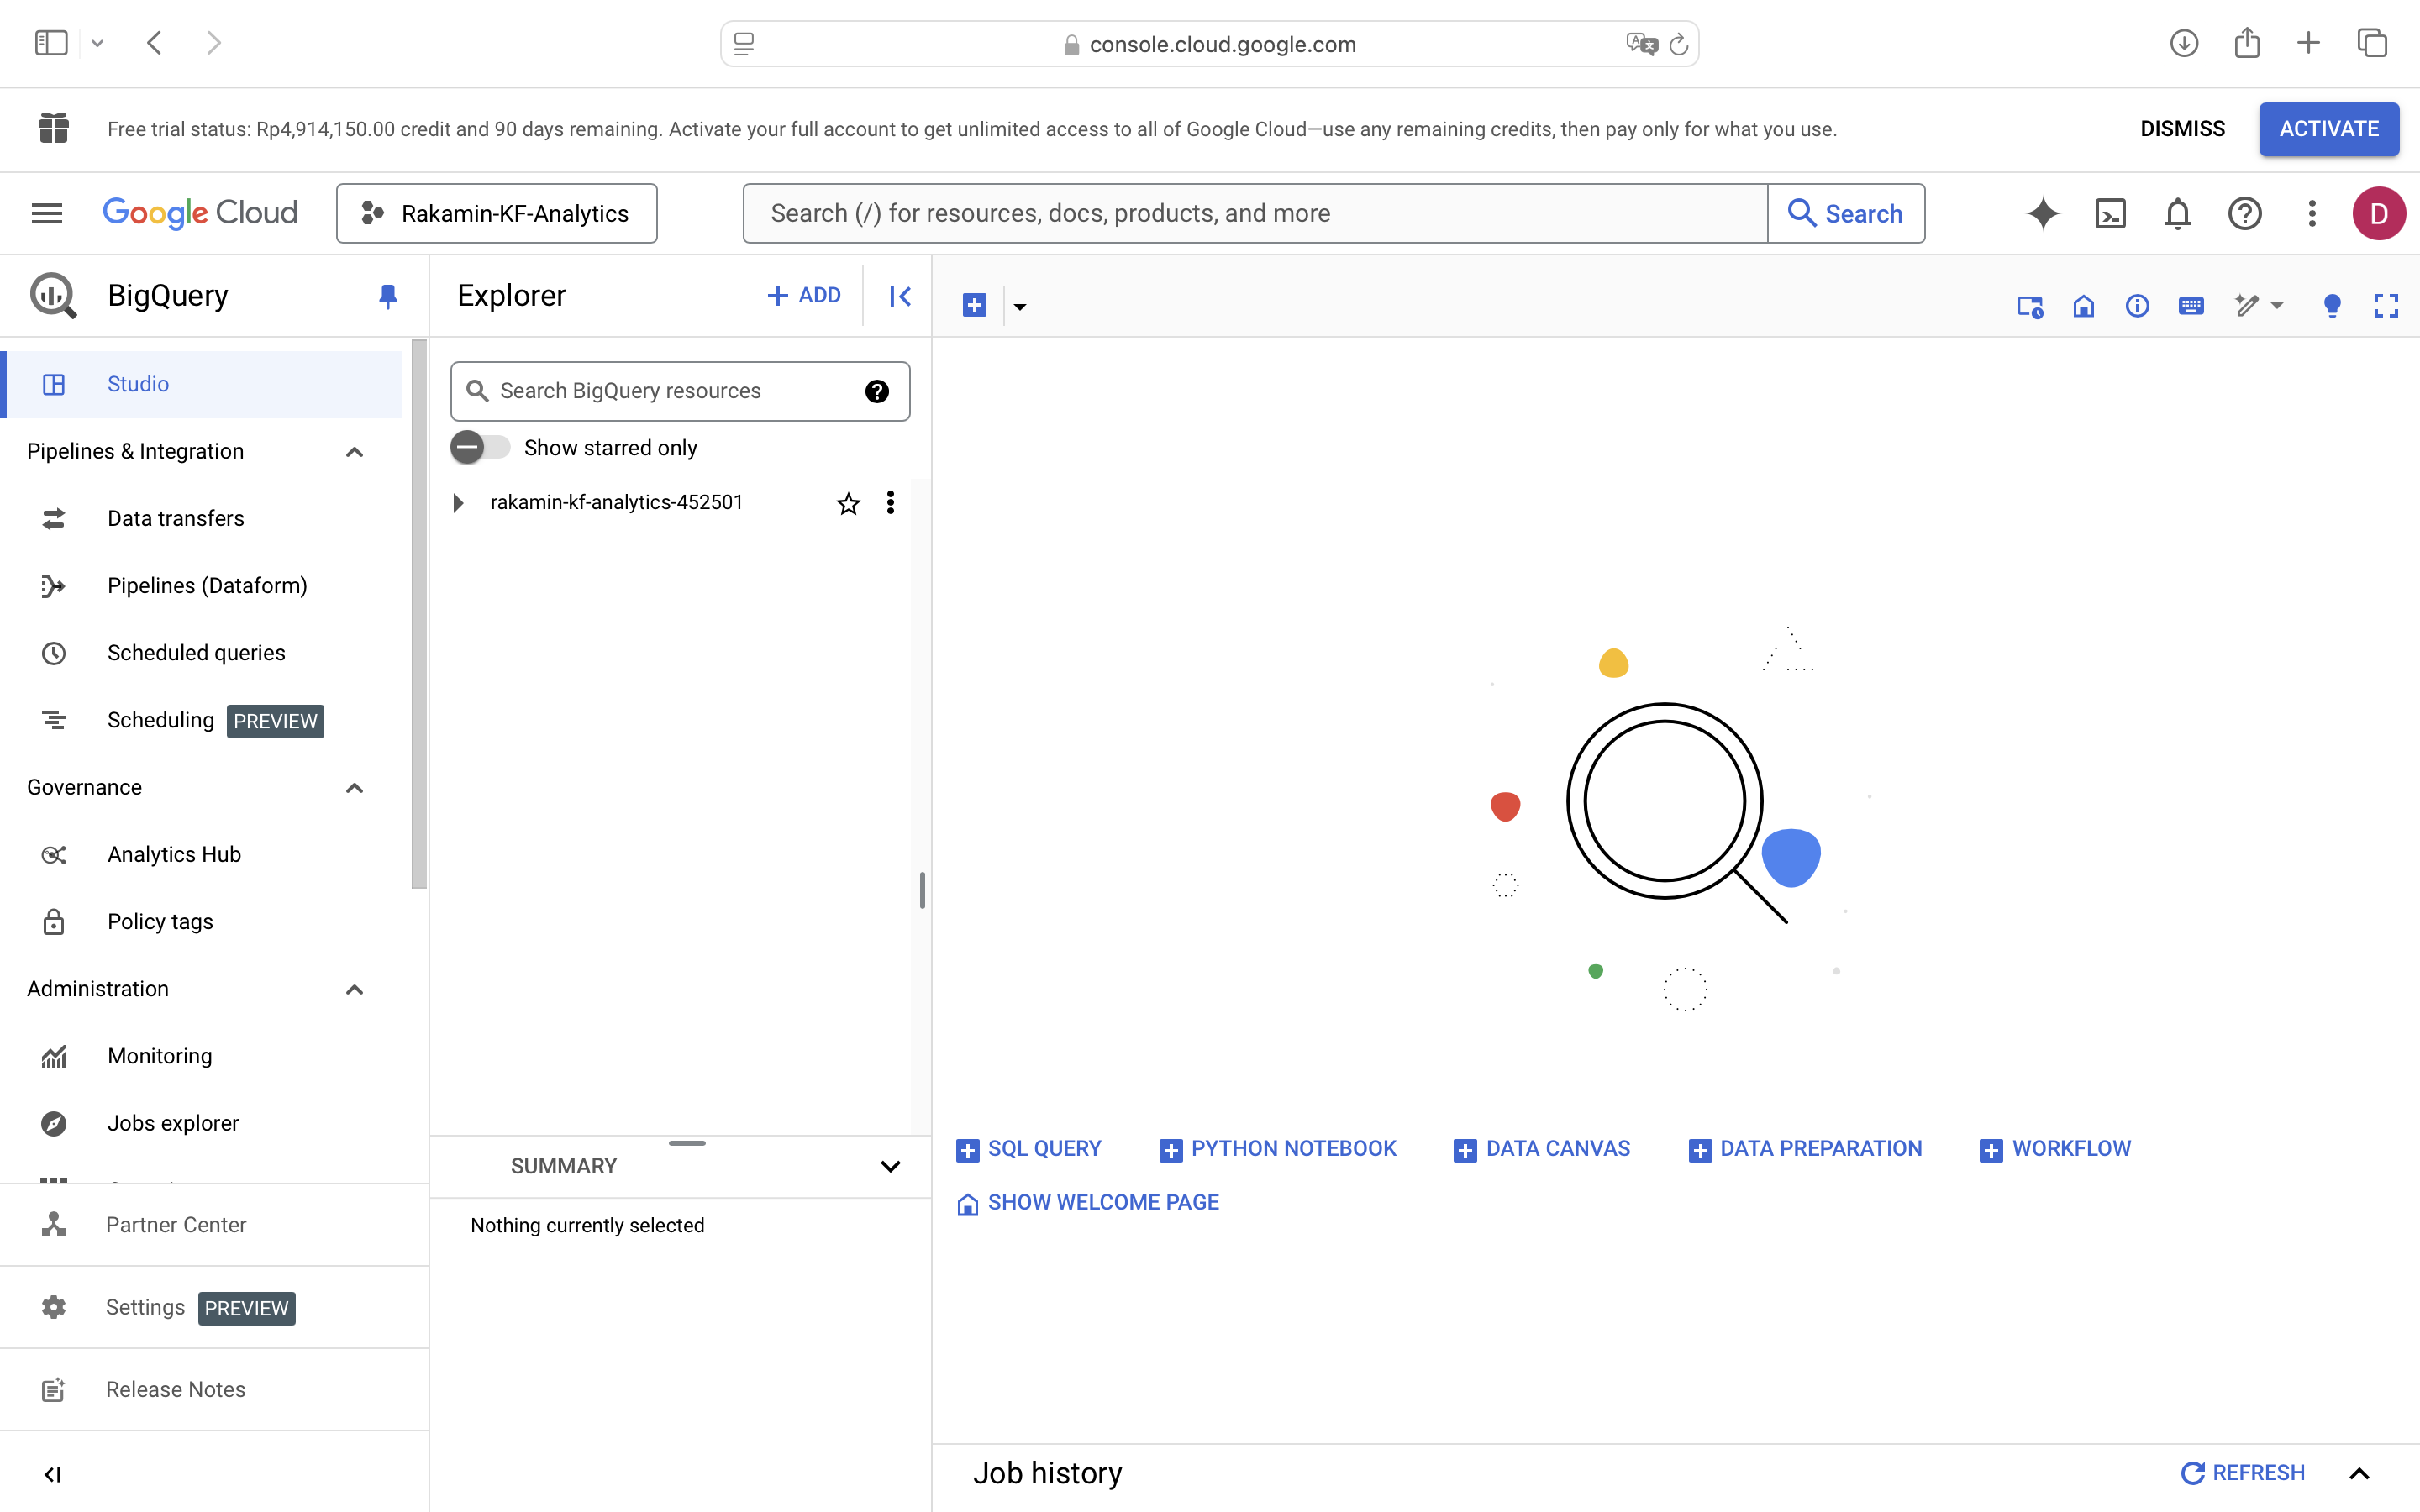 console.cloud.google.com
Free trial status: Rp4,914,150.00 credit and 90 days remaining. Activate your full account to get unlimited access to all of Google Cloud—use any remaining credits, then pay only for what you use.
DISMISS
ACTIVATE
Google Cloud
Rakamin-KF-Analytics
Search (/) for resources, docs, products, and more
Search
D
BigQuery
Studio
Pipelines & Integration
Data transfers
Pipelines (Dataform)
Scheduled queries
Scheduling PREVIEW
Governance
Analytics Hub
Policy tags
Administration
Monitoring
Jobs explorer
Partner Center
Settings PREVIEW
Release Notes
Explorer
ADD
Search BigQuery resources
Show starred only
rakamin-kf-analytics-452501
SUMMARY
Nothing currently selected
SQL QUERY
PYTHON NOTEBOOK
DATA CANVAS
DATA PREPARATION
WORKFLOW
SHOW WELCOME PAGE
Job history
REFRESH